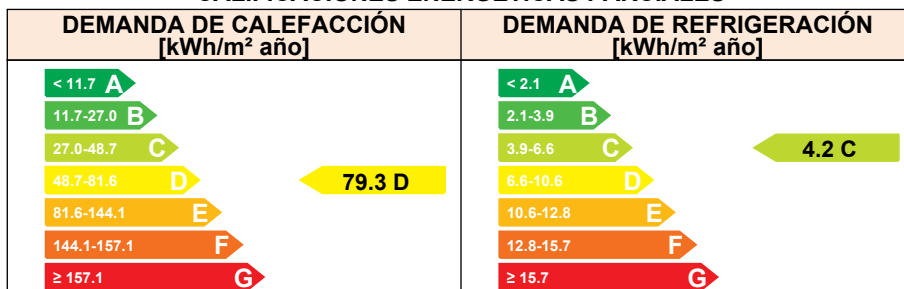 CALIFICACIONES ENERGÉTICAS PARCIALES
DEMANDA DE CALEFACCIÓN
[kWh/m² año]
< 11.7 A
11.7-27.0 B
27.0-48.7 C
48.7-81.6 D
79.3 D
81.6-144.1 E
144.1-157.1 F
≥ 157.1 G
DEMANDA DE REFRIGERACIÓN
[kWh/m² año]
< 2.1 A
2.1-3.9 B
3.9-6.6 C
4.2 C
6.6-10.6 D
10.6-12.8 E
12.8-15.7 F
≥ 15.7 G